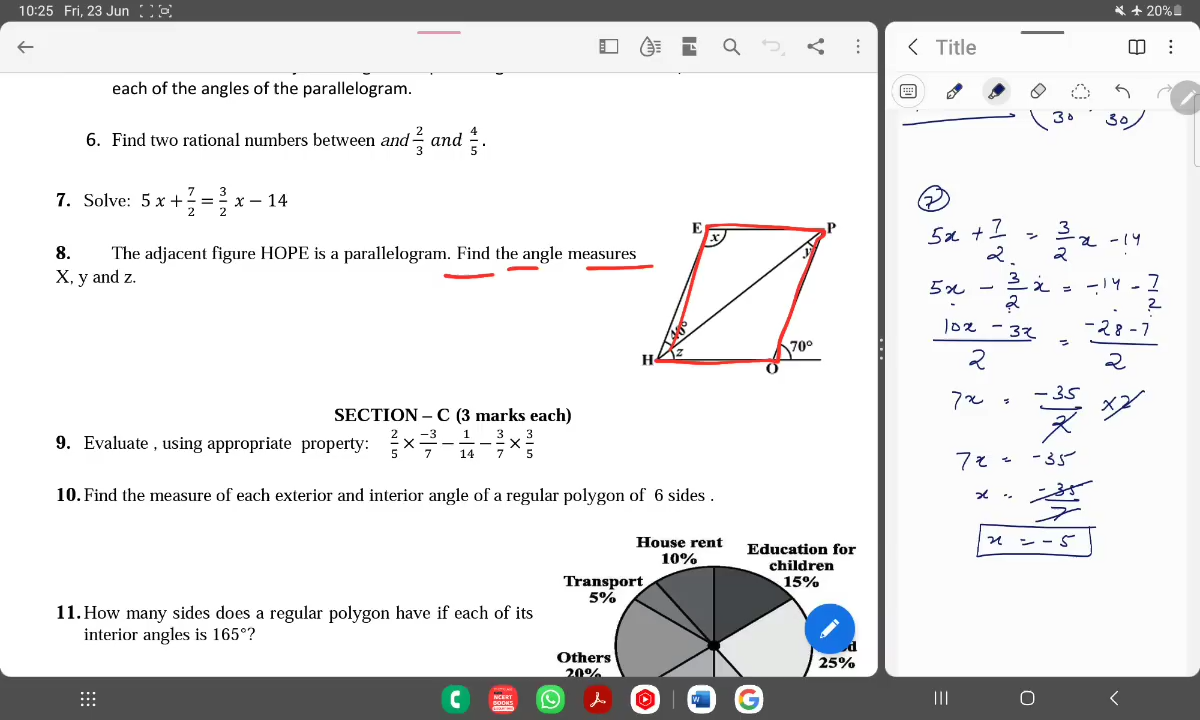 10:25 Fri, 23 Jun
20%
each of the angles of the parallelogram.
6. Find two rational numbers between and 2/3 and 4/5.
7. Solve: 5 x + 7/2 = 3/2 x − 14
8. The adjacent figure HOPE is a parallelogram. Find the angle measures
X, y and z.
E
P
x
y
40°
z
70°
H
O
SECTION – C (3 marks each)
9. Evaluate , using appropriate property: 2/5 × −3/7 − 1/14 − 3/7 × 3/5
10. Find the measure of each exterior and interior angle of a regular polygon of 6 sides .
11. How many sides does a regular polygon have if each of its
interior angles is 165°?
House rent
10%
Education for
children
15%
Transport
5%
Others
20%
25%
NCERT
BOOKS
Title
(30 30)
7
5x + 7/2 = 3/2 x − 14
5x − 3/2 x = −14 − 7/2
10x − 3x / 2 = −28 − 7 / 2
7x = −35/2 × 2
7x = −35
x = −35/7
x = −5